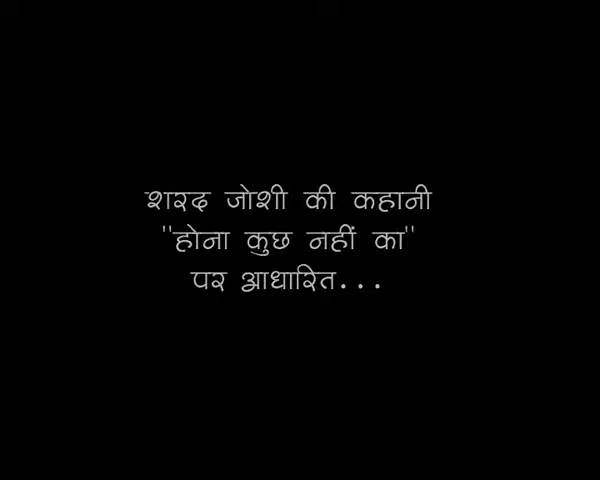 शरद जोशी की कहानी
"होना कुछ नहीं का"
पर आधारित...